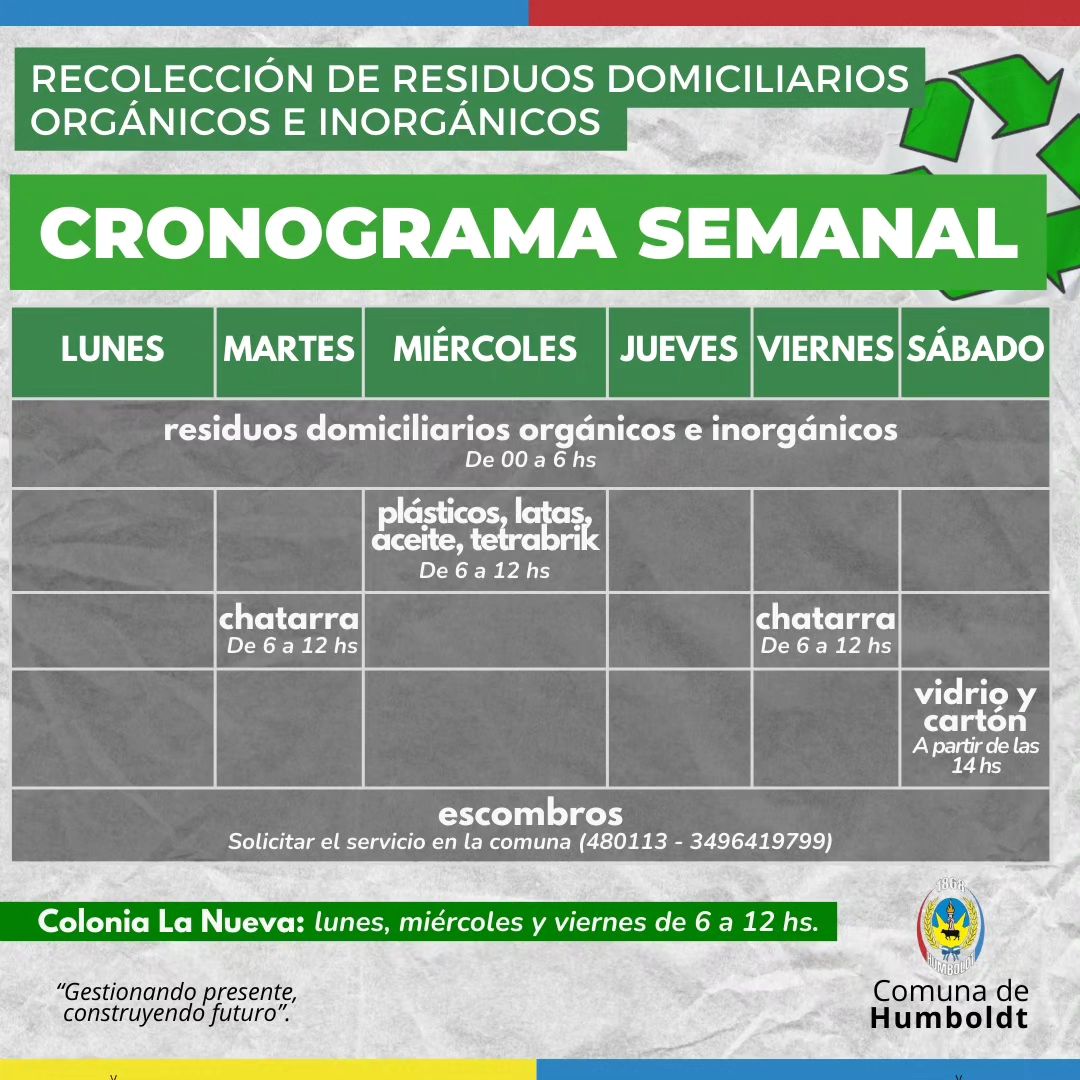 RECOLECCIÓN DE RESIDUOS DOMICILIARIOS
ORGÁNICOS E INORGÁNICOS
CRONOGRAMA SEMANAL
LUNES MARTES MIÉRCOLES JUEVES VIERNES SÁBADO
residuos domiciliarios orgánicos e inorgánicos
De 00 a 6 hs
plásticos, latas,
aceite, tetrabrik
De 6 a 12 hs
chatarra chatarra
De 6 a 12 hs De 6 a 12 hs
vidrio y
cartón
A partir de las
14 hs
escombros
Solicitar el servicio en la comuna (480113 - 3496419799)
Colonia La Nueva: lunes, miércoles y viernes de 6 a 12 hs.
1868
HUMBOLDT
“Gestionando presente,
construyendo futuro”.
Comuna de
Humboldt